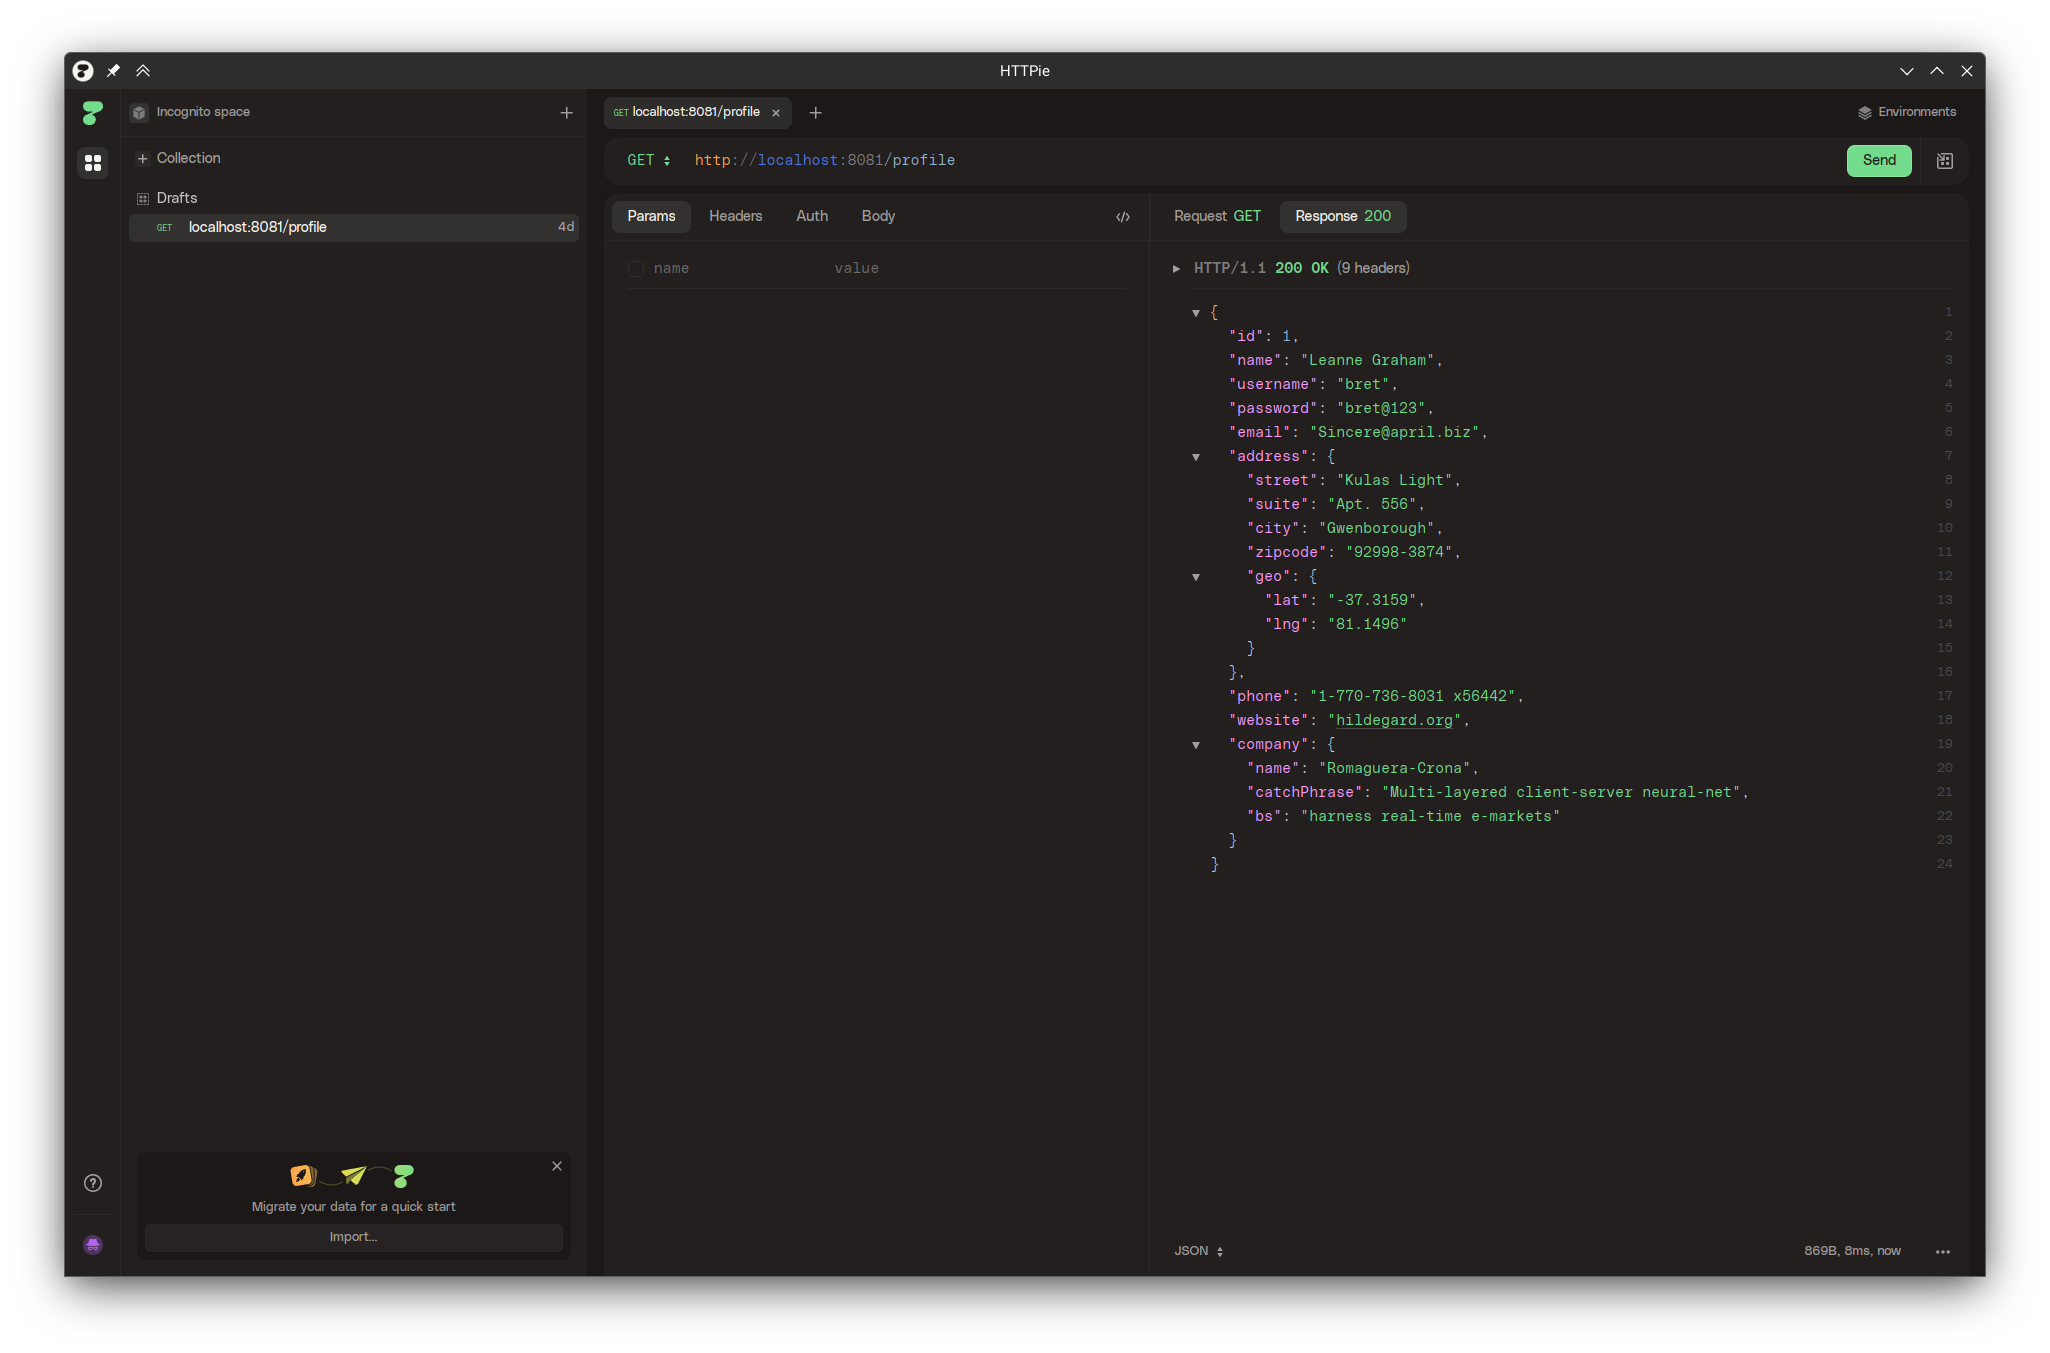 HTTPie
Incognito space
Collection
Drafts
GET localhost:8081/profile 4d
Migrate your data for a quick start
Import...
GET localhost:8081/profile
Environments
GET http://localhost:8081/profile
Send
Params Headers Auth Body
name value
Request GET Response 200
HTTP/1.1 200 OK (9 headers)
{ 1
"id": 1, 2
"name": "Leanne Graham", 3
"username": "bret", 4
"password": "bret@123", 5
"email": "Sincere@april.biz", 6
"address": { 7
"street": "Kulas Light", 8
"suite": "Apt. 556", 9
"city": "Gwenborough", 10
"zipcode": "92998-3874", 11
"geo": { 12
"lat": "-37.3159", 13
"lng": "81.1496" 14
} 15
}, 16
"phone": "1-770-736-8031 x56442", 17
"website": "hildegard.org", 18
"company": { 19
"name": "Romaguera-Crona", 20
"catchPhrase": "Multi-layered client-server neural-net", 21
"bs": "harness real-time e-markets" 22
} 23
} 24
JSON
869B, 8ms, now